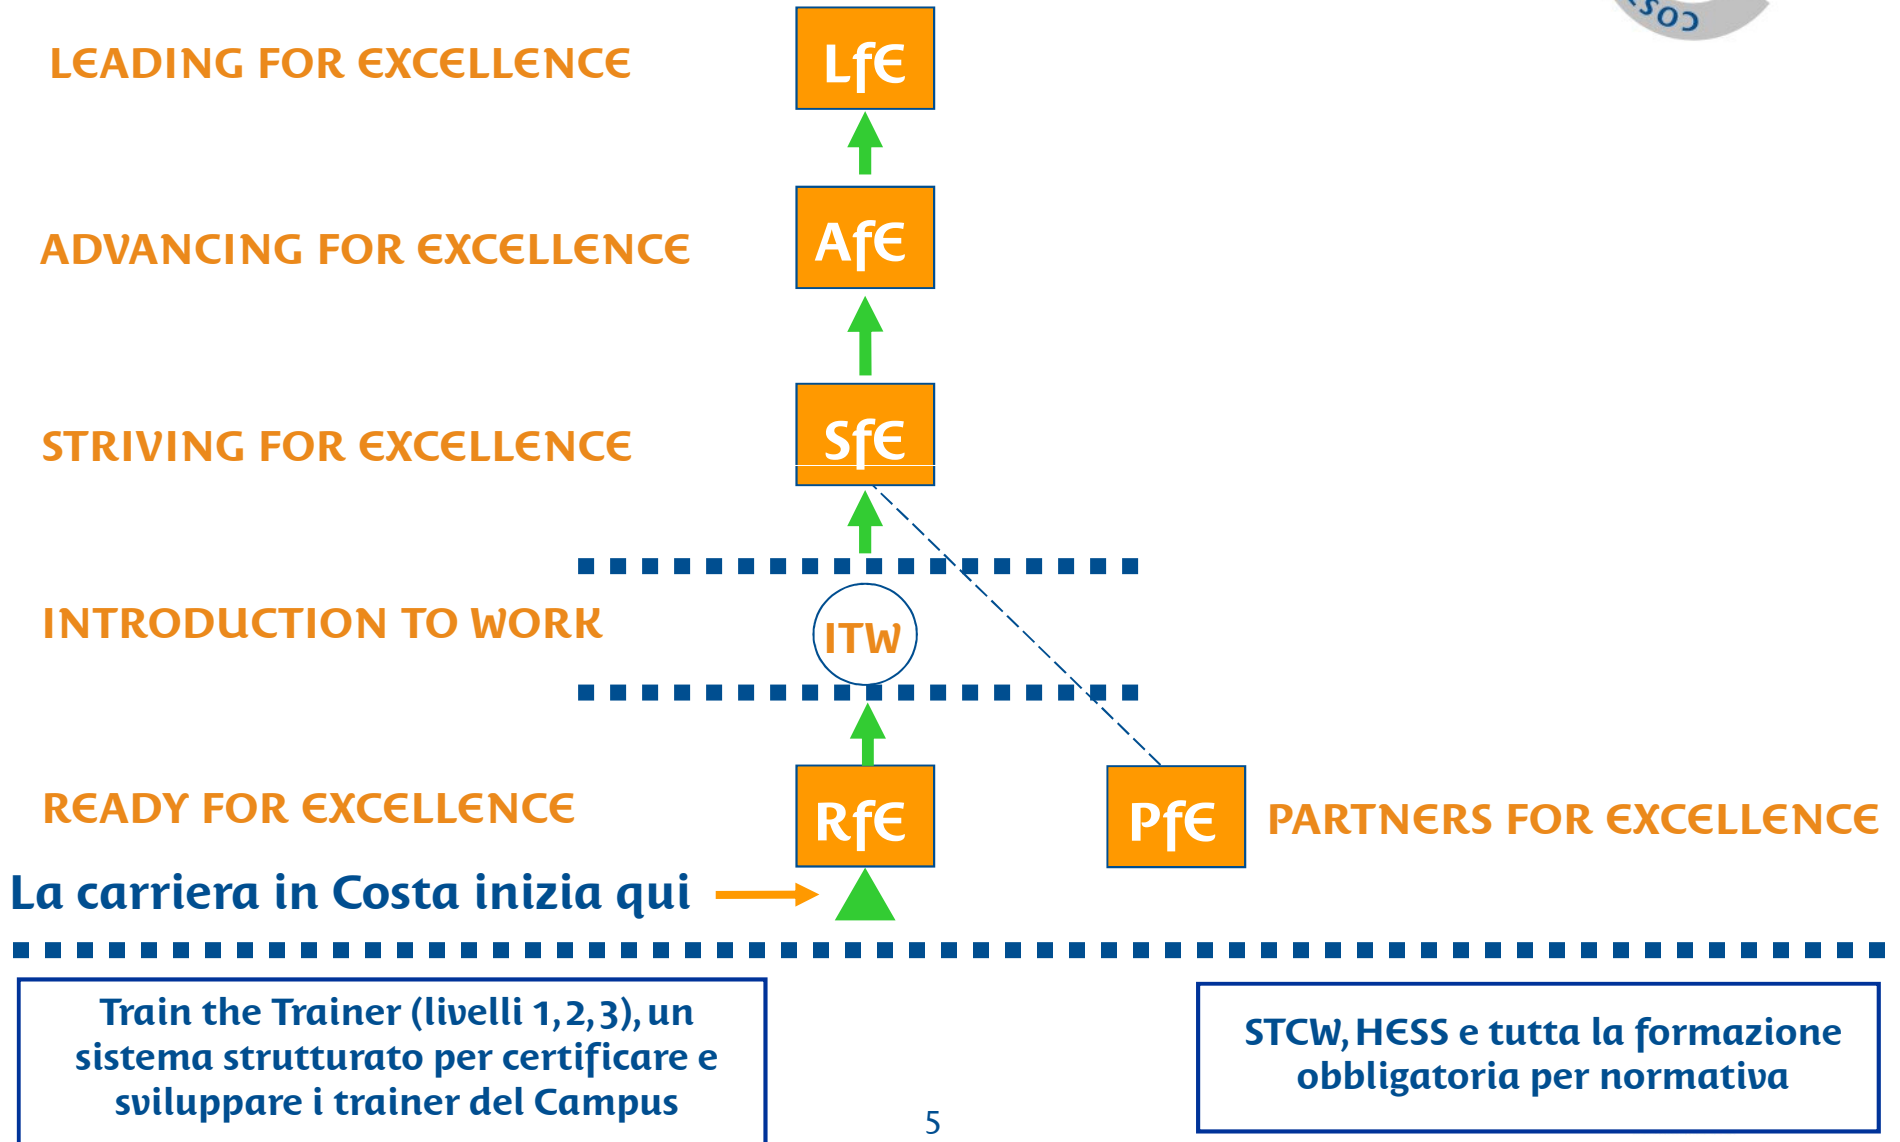 COS
LEADING FOR EXCELLENCE
LfE
ADVANCING FOR EXCELLENCE
AfE
STRIVING FOR EXCELLENCE
SfE
INTRODUCTION TO WORK
ITW
READY FOR EXCELLENCE
RfE
PfE
PARTNERS FOR EXCELLENCE
La carriera in Costa inizia qui
Train the Trainer (livelli 1, 2, 3), un
sistema strutturato per certificare e
sviluppare i trainer del Campus
STCW, HESS e tutta la formazione
obbligatoria per normativa
5